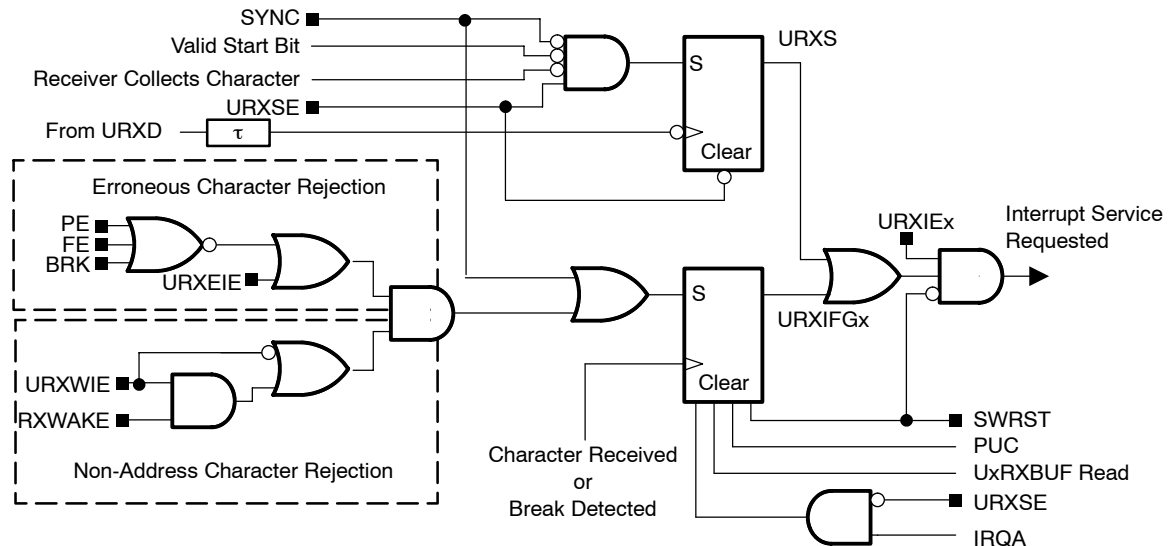 SYNC
Valid Start Bit
Receiver Collects Character
URXSE
From URXD
τ
S
Clear
URXS
Erroneous Character Rejection
PE
FE
BRK
URXEIE
URXWIE
RXWAKE
Non-Address Character Rejection
S
Clear
URXIFGx
URXIEx
Interrupt Service
Requested
Character Received
or
Break Detected
SWRST
PUC
UxRXBUF Read
URXSE
IRQA